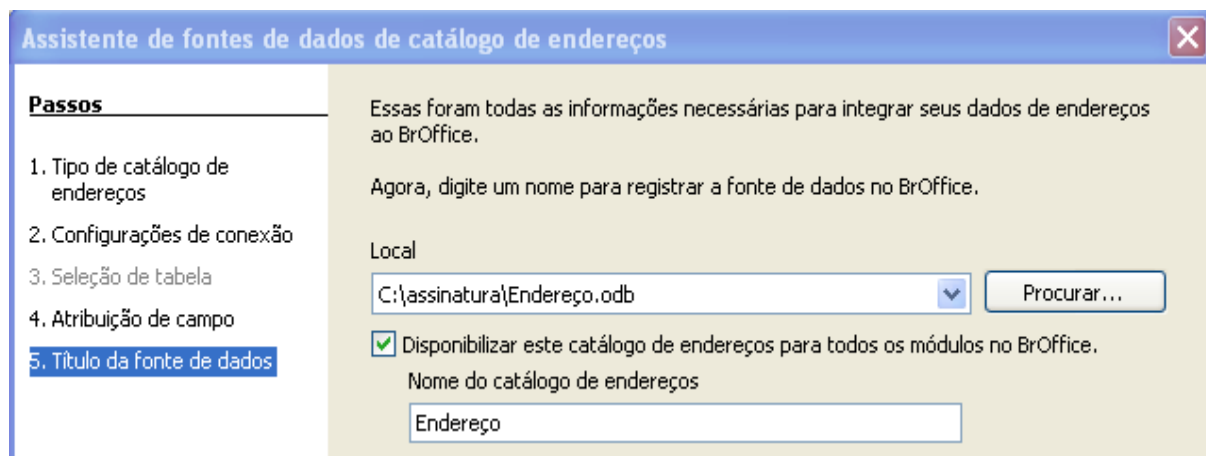 Assistente de fontes de dados de catálogo de endereços
Passos
1. Tipo de catálogo de
endereços
2. Configurações de conexão
3. Seleção de tabela
4. Atribuição de campo
5. Título da fonte de dados
Essas foram todas as informações necessárias para integrar seus dados de endereços
ao BrOffice.
Agora, digite um nome para registrar a fonte de dados no BrOffice.
Local
C:\assinatura\Endereço.odb
Procurar...
Disponibilizar este catálogo de endereços para todos os módulos no BrOffice.
Nome do catálogo de endereços
Endereço